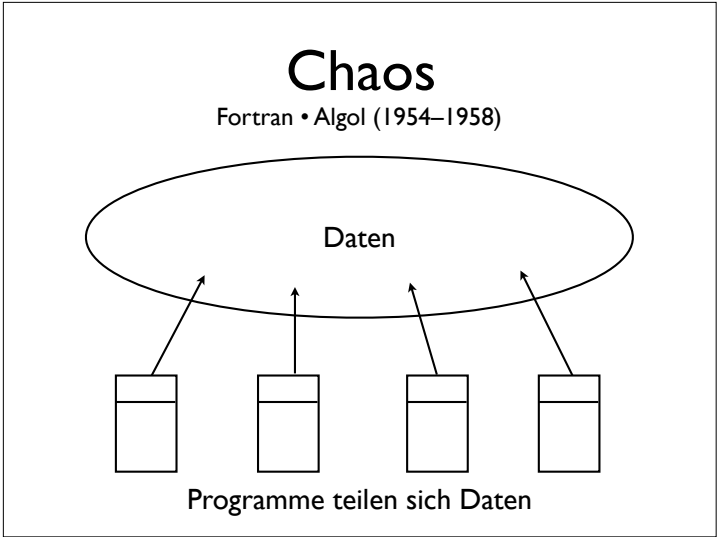 Chaos
Fortran • Algol (1954–1958)
Daten
Programme teilen sich Daten